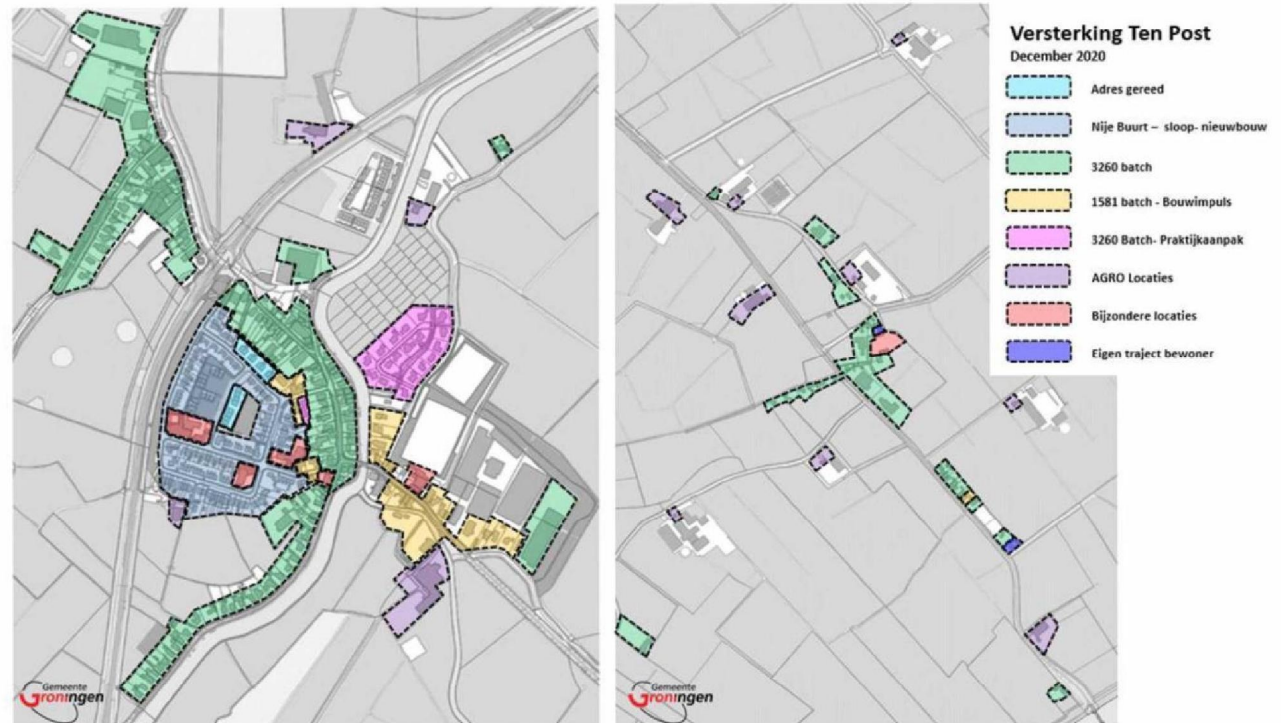 Versterking Ten Post
December 2020
Adres gereed
Nije Buurt – sloop- nieuwbouw
3260 batch
1581 batch - Bouwimpuls
3260 Batch- Praktijkaanpak
AGRO Locaties
Bijzondere locaties
Eigen traject bewoner
Gemeente
Groningen
Gemeente
Groningen